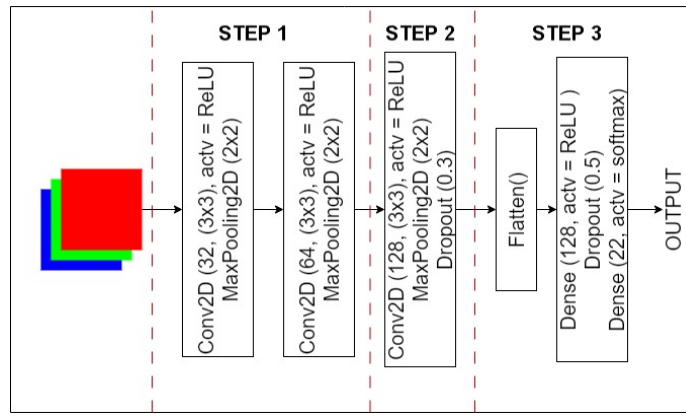 STEP 1
STEP 2
STEP 3
Conv2D (32, (3x3), actv = ReLU
MaxPooling2D (2x2)
Conv2D (64, (3x3), actv = ReLU
MaxPooling2D (2x2)
Conv2D (128, (3x3), actv = ReLU
MaxPooling2D (2x2)
Dropout (0.3)
Flatten()
Dense (128, actv = ReLU )
Dropout (0.5)
Dense (22, actv = softmax)
OUTPUT